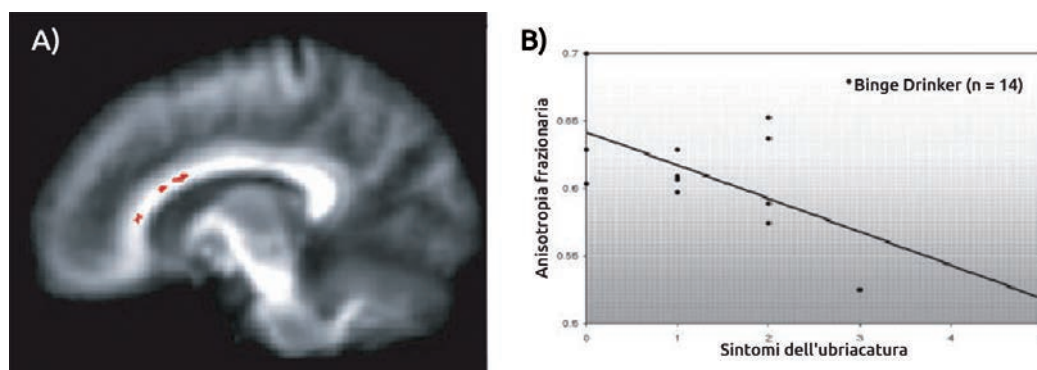 A)
B)
0.7
0.65
0.6
0.55
0.5
Anisotropia frazionaria
•Binge Drinker (n = 14)
0
1
2
3
4
Sintomi dell'ubriacatura